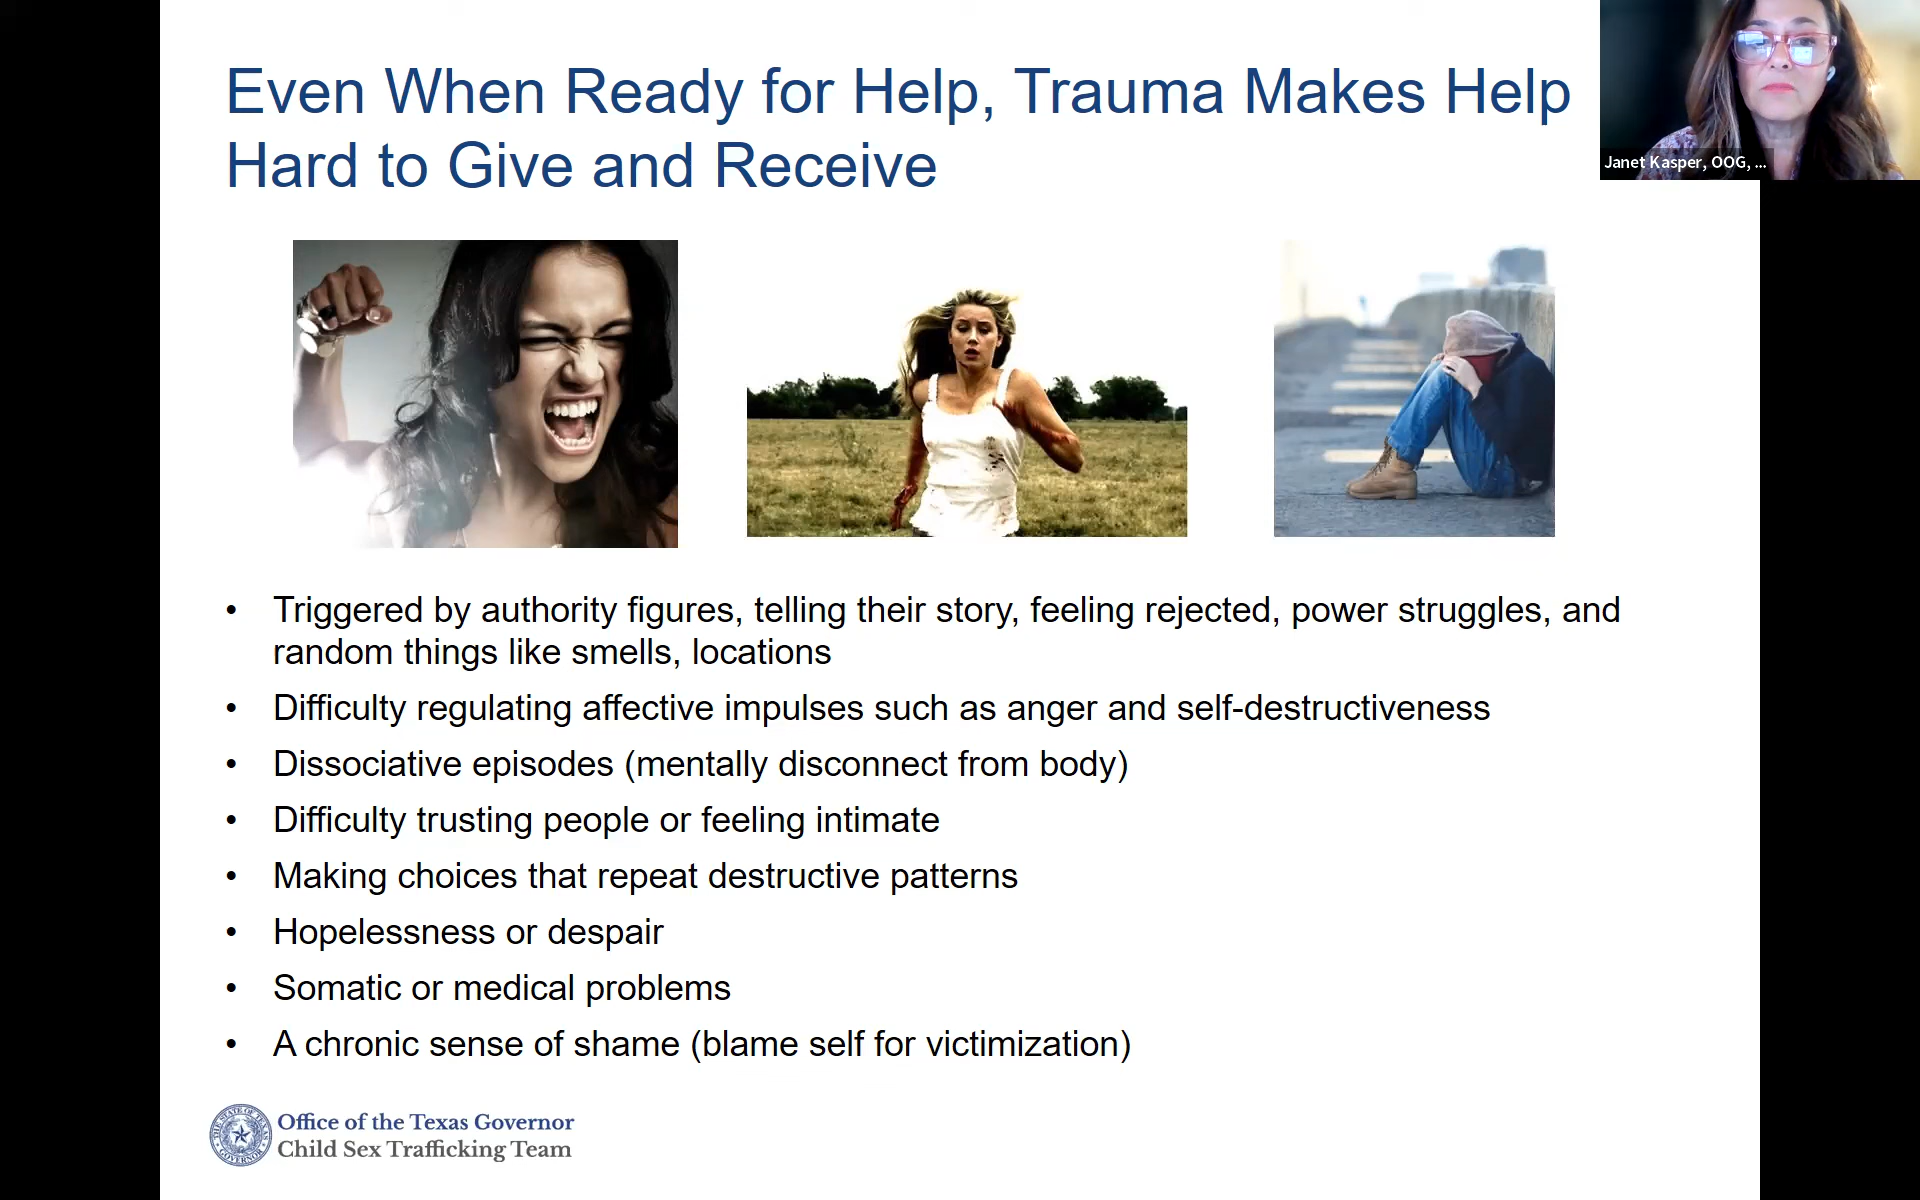 Even When Ready for Help, Trauma Makes Help
Hard to Give and Receive
Janet Kasper, OOG, ...
• Triggered by authority figures, telling their story, feeling rejected, power struggles, and
random things like smells, locations
• Difficulty regulating affective impulses such as anger and self-destructiveness
• Dissociative episodes (mentally disconnect from body)
• Difficulty trusting people or feeling intimate
• Making choices that repeat destructive patterns
• Hopelessness or despair
• Somatic or medical problems
• A chronic sense of shame (blame self for victimization)
Office of the Texas Governor
Child Sex Trafficking Team